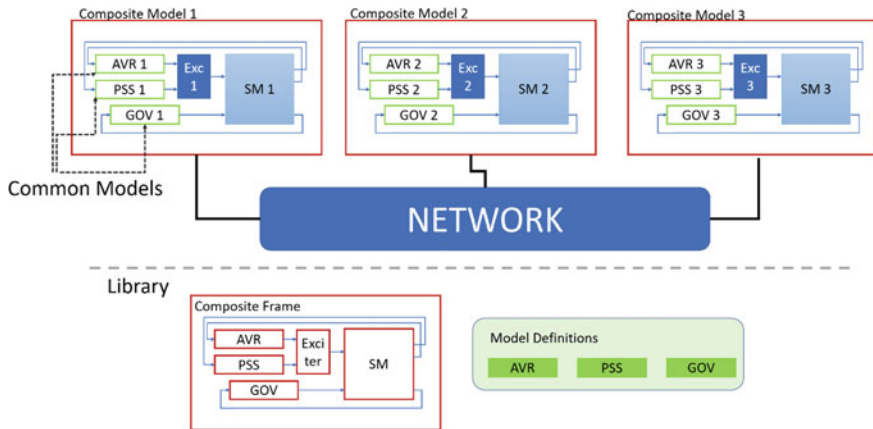 Composite Model 1
AVR 1
PSS 1
GOV 1
Exc
1
SM 1
Composite Model 2
AVR 2
PSS 2
GOV 2
Exc
2
SM 2
Composite Model 3
AVR 3
PSS 3
GOV 3
Exc
3
SM 3
Common Models
NETWORK
Library
Composite Frame
AVR
PSS
GOV
Exci
ter
SM
Model Definitions
AVR PSS GOV